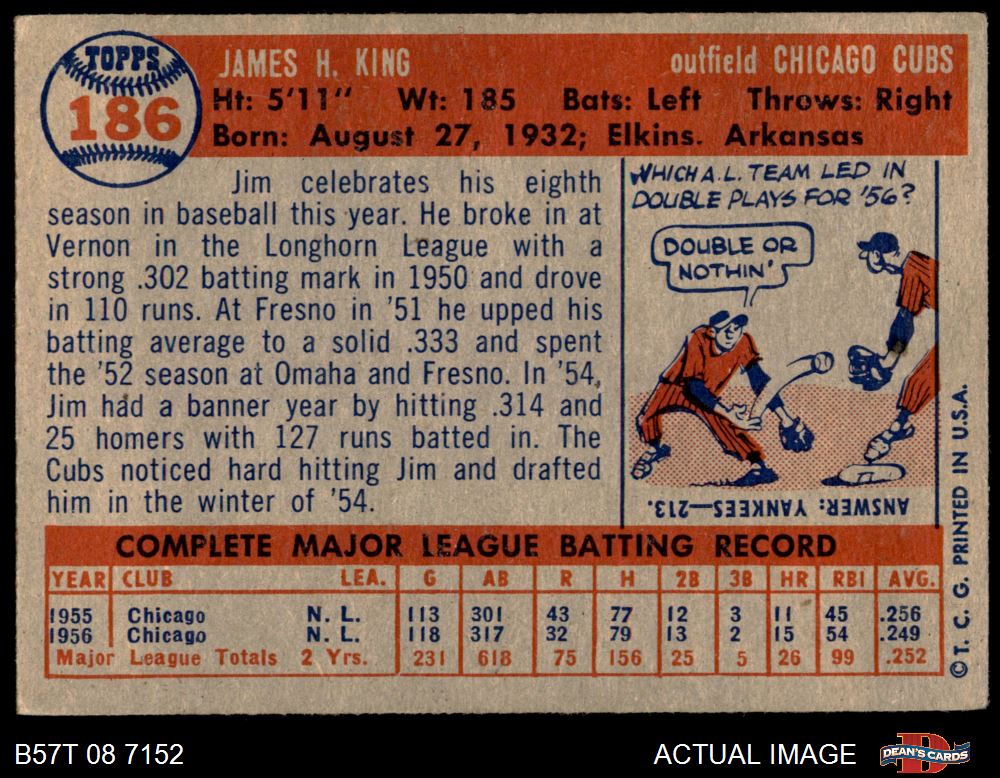 TOPPS
186
JAMES H. KING
outfield CHICAGO CUBS
Ht: 5'11" Wt: 185 Bats: Left Throws: Right
Born: August 27, 1932; Elkins. Arkansas
Jim celebrates his eighth
season in baseball this year. He broke in at
Vernon in the Longhorn League with a
strong .302 batting mark in 1950 and drove
in 110 runs. At Fresno in '51 he upped his
batting average to a solid .333 and spent
the '52 season at Omaha and Fresno. In '54,
Jim had a banner year by hitting .314 and
25 homers with 127 runs batted in. The
Cubs noticed hard hitting Jim and drafted
him in the winter of '54.
WHICH A.L. TEAM LED IN
DOUBLE PLAYS FOR '56?
DOUBLE OR
NOTHIN'
ANSWER: YANKEES—213.
COMPLETE MAJOR LEAGUE BATTING RECORD
YEAR CLUB LEA. G AB R H 2B 3B HR RBI AVG.
1955 Chicago N. L. 113 301 43 77 12 3 11 45 .256
1956 Chicago N. L. 118 317 32 79 13 2 15 54 .249
Major League Totals 2 Yrs. 231 618 75 156 25 5 26 99 .252
© T. C. G. PRINTED IN U.S.A.
B57T 08 7152
ACTUAL IMAGE
DEAN'S CARDS